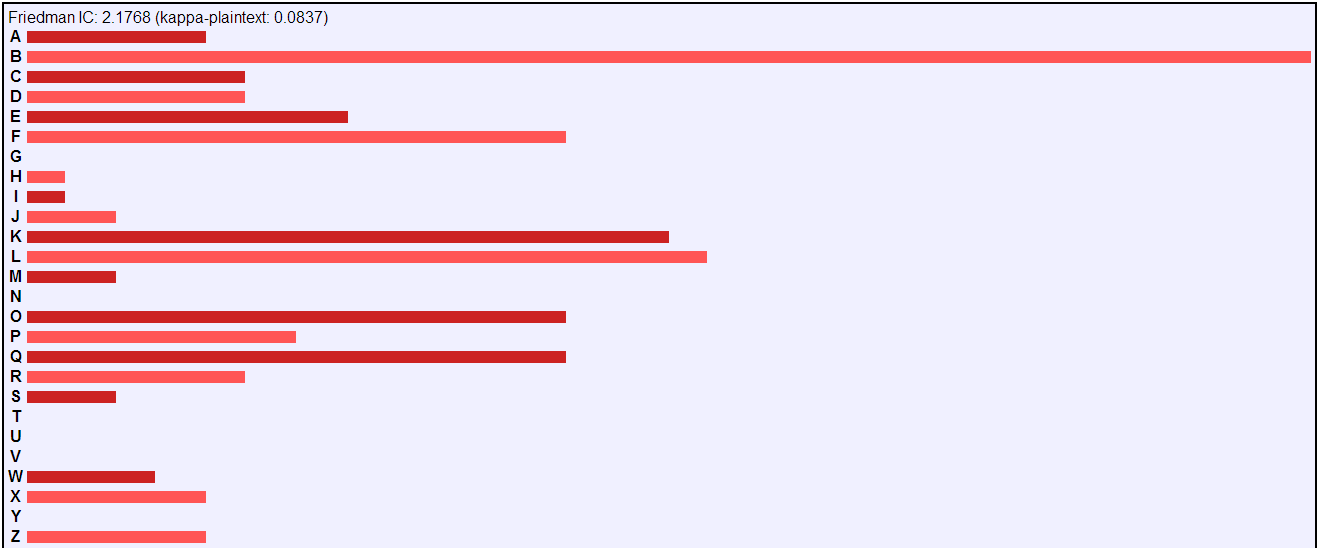 Friedman IC: 2.1768 (kappa-plaintext: 0.0837)
A
B
C
D
E
F
G
H
I
J
K
L
M
N
O
P
Q
R
S
T
U
V
W
X
Y
Z